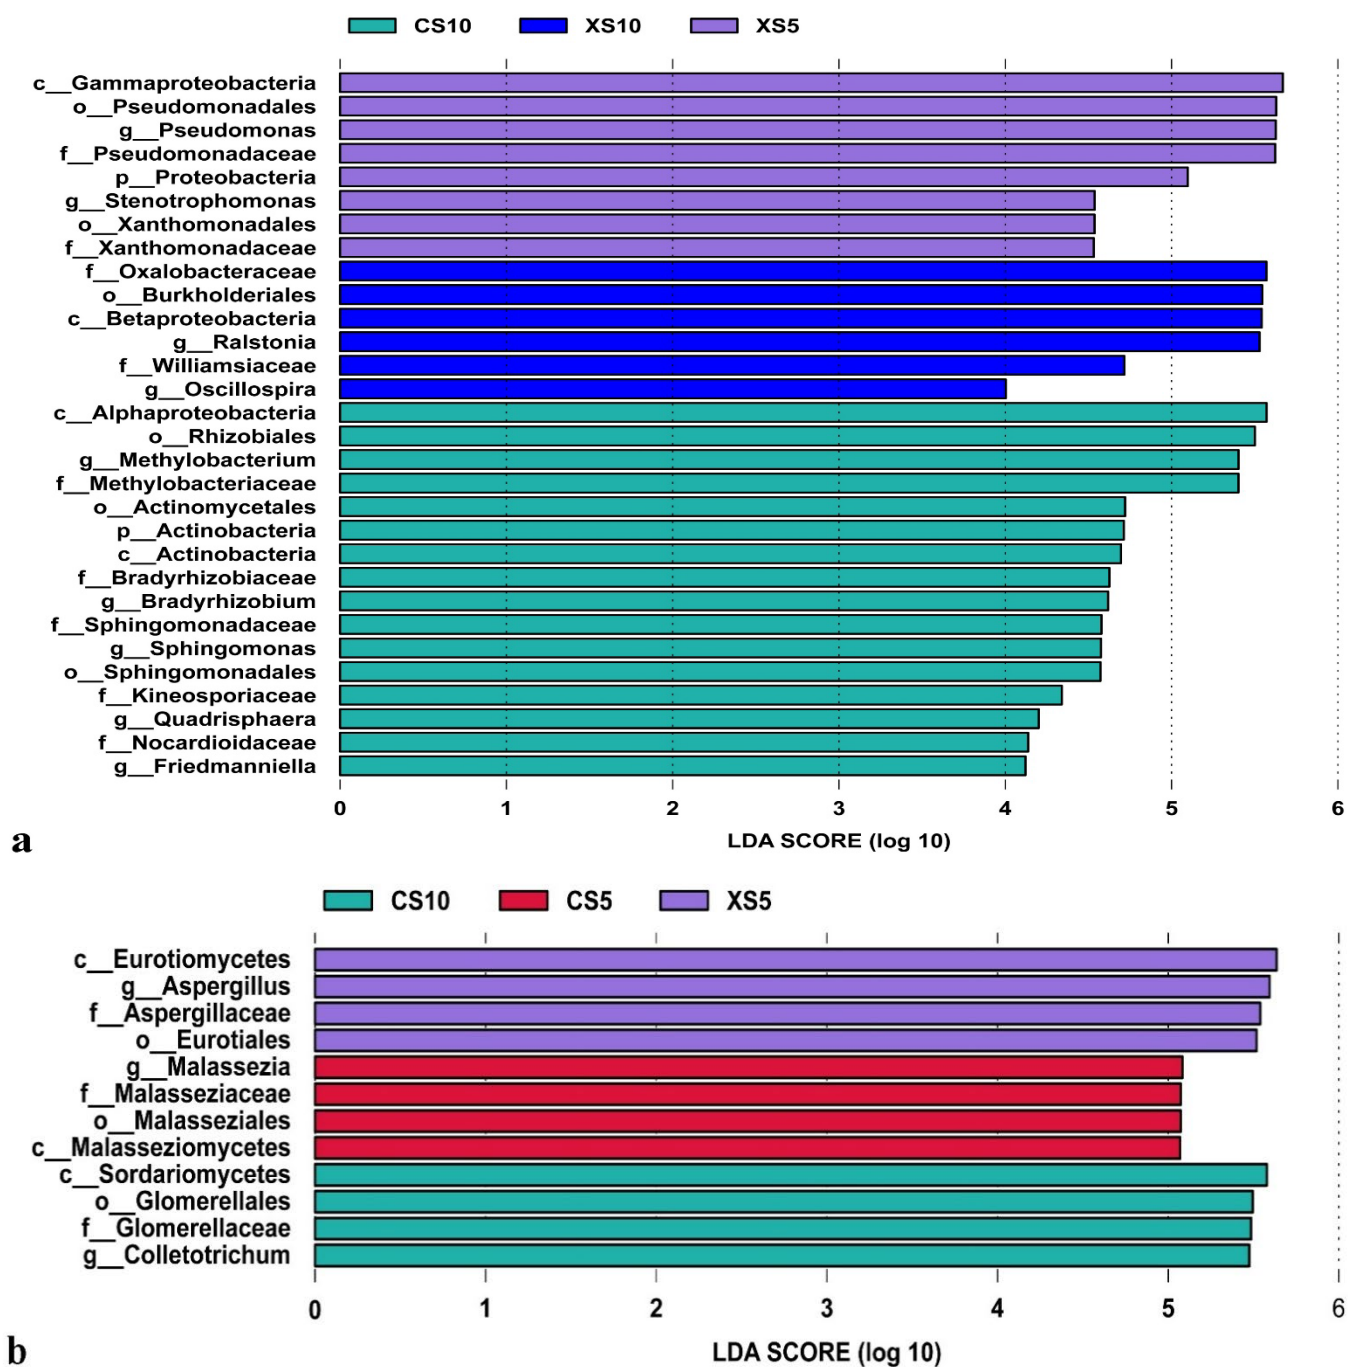 CS10 XS10 XS5
c__Gammaproteobacteria
o__Pseudomonadales
g__Pseudomonas
f__Pseudomonadaceae
p__Proteobacteria
g__Stenotrophomonas
o__Xanthomonadales
f__Xanthomonadaceae
f__Oxalobacteraceae
o__Burkholderiales
c__Betaproteobacteria
g__Ralstonia
f__Williamsiaceae
g__Oscillospira
c__Alphaproteobacteria
o__Rhizobiales
g__Methylobacterium
f__Methylobacteriaceae
o__Actinomycetales
p__Actinobacteria
c__Actinobacteria
f__Bradyrhizobiaceae
g__Bradyrhizobium
f__Sphingomonadaceae
g__Sphingomonas
o__Sphingomonadales
f__Kineosporiaceae
g__Quadrisphaera
f__Nocardioidaceae
g__Friedmanniella
0 1 2 3 4 5 6
LDA SCORE (log 10)
a
CS10 CS5 XS5
c__Eurotiomycetes
g__Aspergillus
f__Aspergillaceae
o__Eurotiales
g__Malassezia
f__Malasseziaceae
o__Malasseziales
c__Malasseziomycetes
c__Sordariomycetes
o__Glomerellales
f__Glomerellaceae
g__Colletotrichum
0 1 2 3 4 5 6
LDA SCORE (log 10)
b